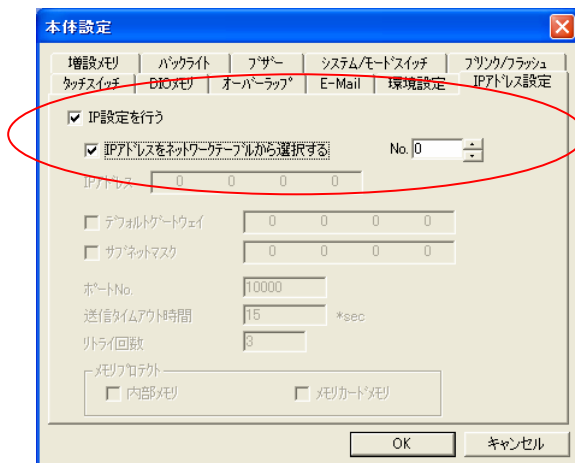 本体設定
増設メモリ バックライト ブザー システム/モードスイッチ ブリンク/フラッシュ
タッチスイッチ DIOメモリ オーバーラップ E-Mail 環境設定 IPアドレス設定
IP設定を行う
IPアドレスをネットワークテーブルから選択する No. 0
IPアドレス 0 0 0 0
デフォルトゲートウェイ 0 0 0 0
サブネットマスク 0 0 0 0
ポートNo. 10000
送信タイムアウト時間 15 *sec
リトライ回数 3
メモリプロテクト
内部メモリ メモリカードメモリ
OK キャンセル